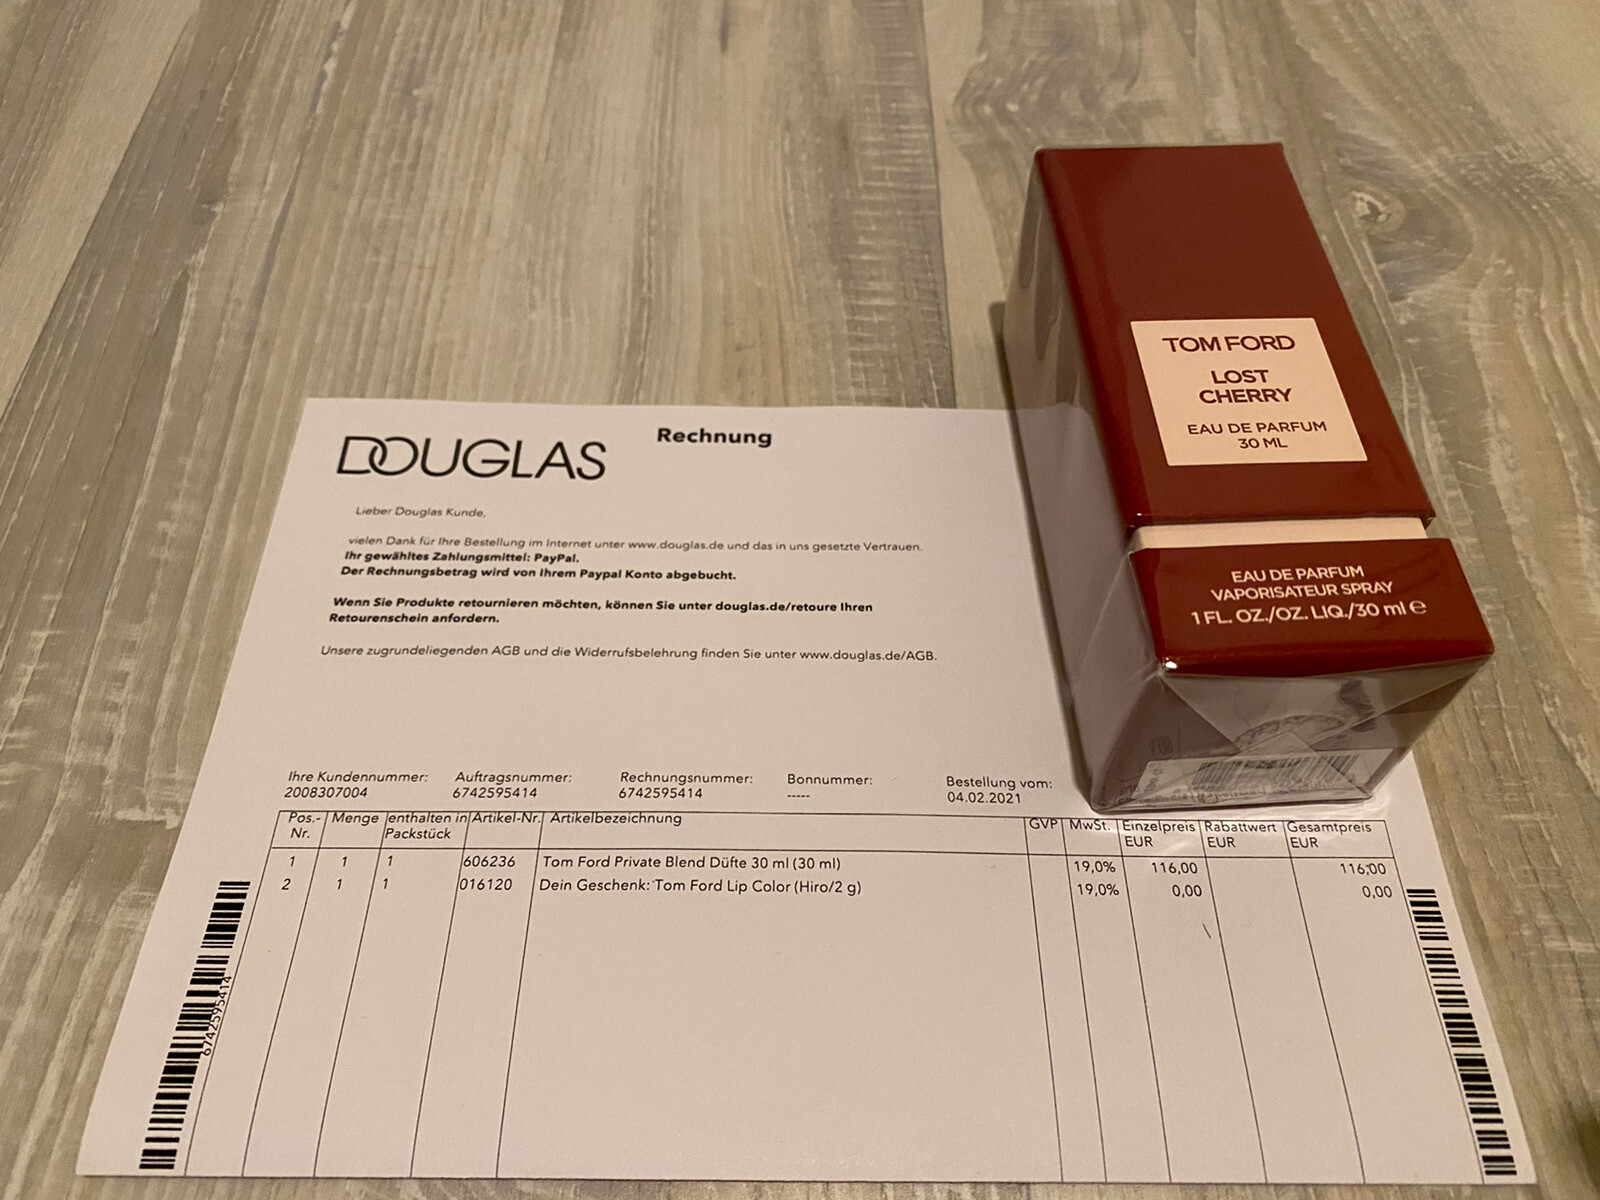 TOM FORD
LOST
CHERRY
EAU DE PARFUM
30 ML
EAU DE PARFUM
VAPORISATEUR SPRAY
1 FL. OZ./OZ. LIQ./30 ml ℮
DOUGLAS
Rechnung
Lieber Douglas Kunde,
vielen Dank für Ihre Bestellung im Internet unter www.douglas.de und das in uns gesetzte Vertrauen.
Ihr gewähltes Zahlungsmittel: PayPal.
Der Rechnungsbetrag wird von Ihrem Paypal Konto abgebucht.
Wenn Sie Produkte retournieren möchten, können Sie unter douglas.de/retoure Ihren
Retourenschein anfordern.
Unsere zugrundeliegenden AGB und die Widerrufsbelehrung finden Sie unter www.douglas.de/AGB.
Ihre Kundennummer: Auftragsnummer: Rechnungsnummer: Bonnummer: Bestellung vom:
2008307004 6742595414 6742595414 ----- 04.02.2021
Pos.- Menge enthalten in Artikel-Nr. Artikelbezeichnung GVP MwSt. Einzelpreis Rabattwert Gesamtpreis
Nr. Packstück EUR EUR EUR
1 1 1 606236 Tom Ford Private Blend Düfte 30 ml (30 ml) 19,0% 116,00 116,00
2 1 1 016120 Dein Geschenk: Tom Ford Lip Color (Hiro/2 g) 19,0% 0,00 0,00
6742595414